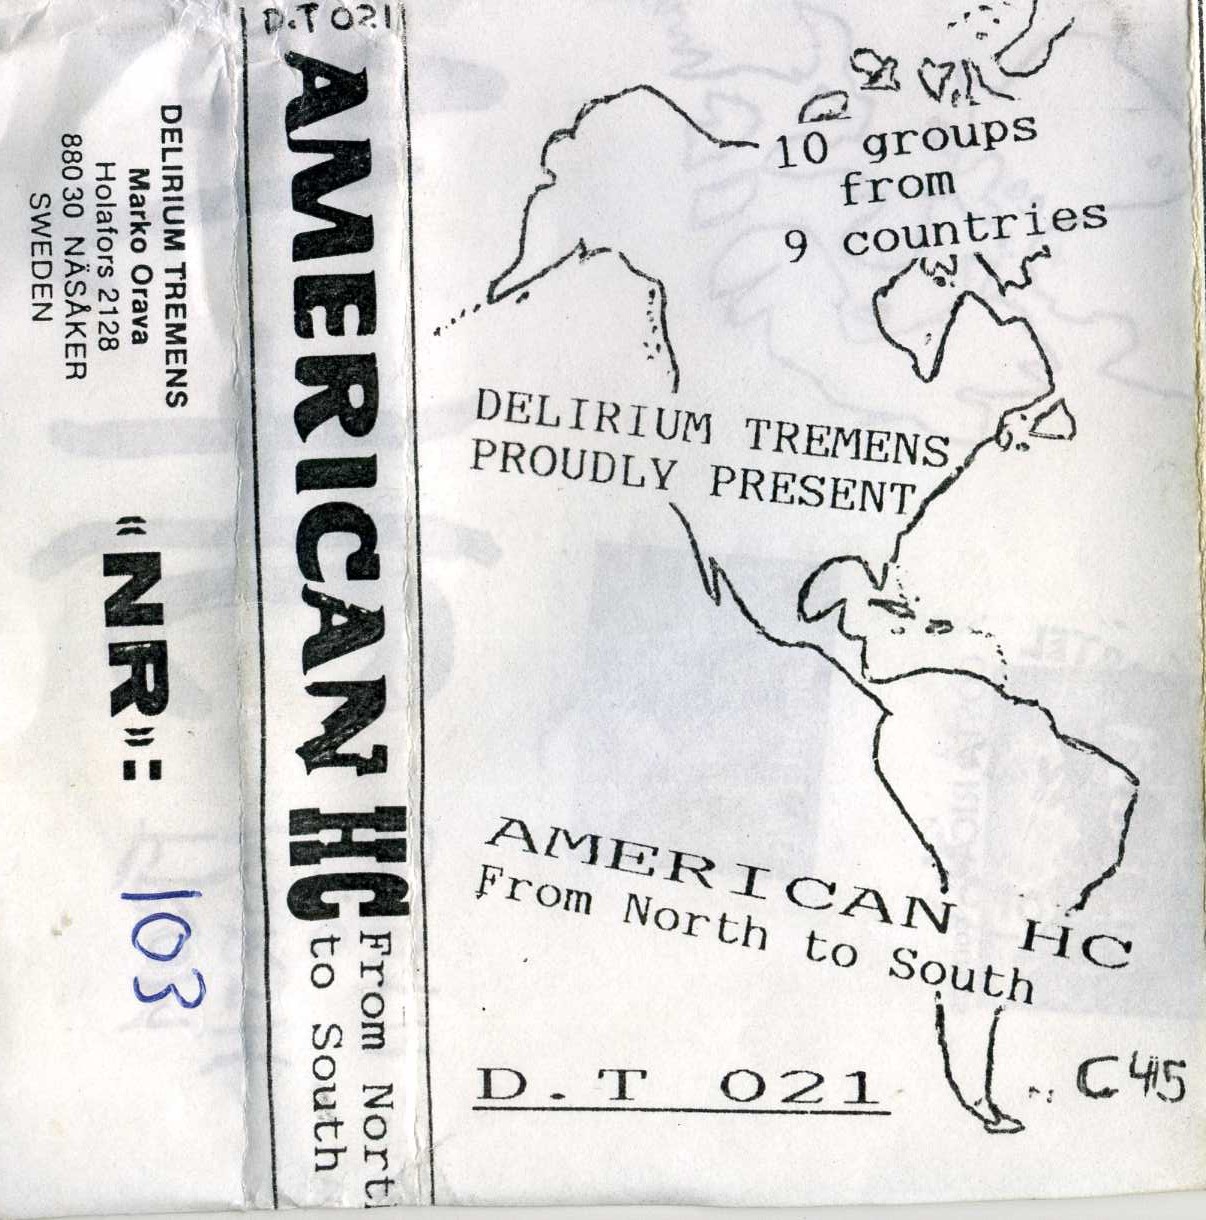 DELIRIUM TREMENS
Marko Orava
Holafors 2128
880 30 NÄSÅKER
SWEDEN
"NR":
103
D.T 021
AMERICAN HC
From North
to South
10 groups
from
9 countries
DELIRIUM TREMENS
PROUDLY PRESENT
AMERICAN HC
From North to South
D.T 021
C45